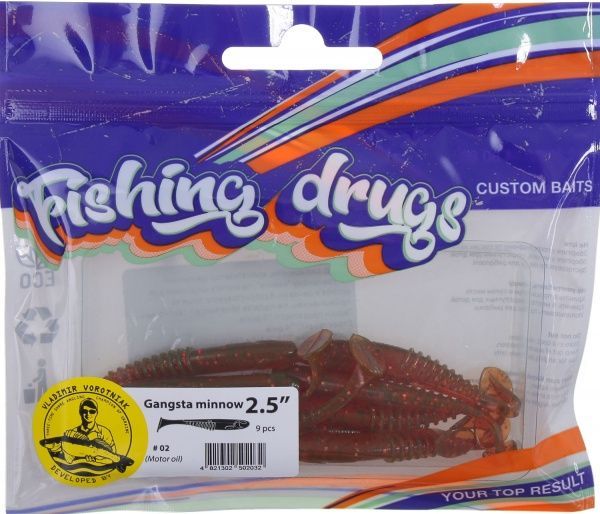 Fishing drugs
CUSTOM BAITS
ECO
VLADIMIR VOROTNIAK
DEVELOPED BY
Gangsta minnow 2.5"
9 pcs
# 02
(Motor oil)
4 821302 502032
YOUR TOP RESULT